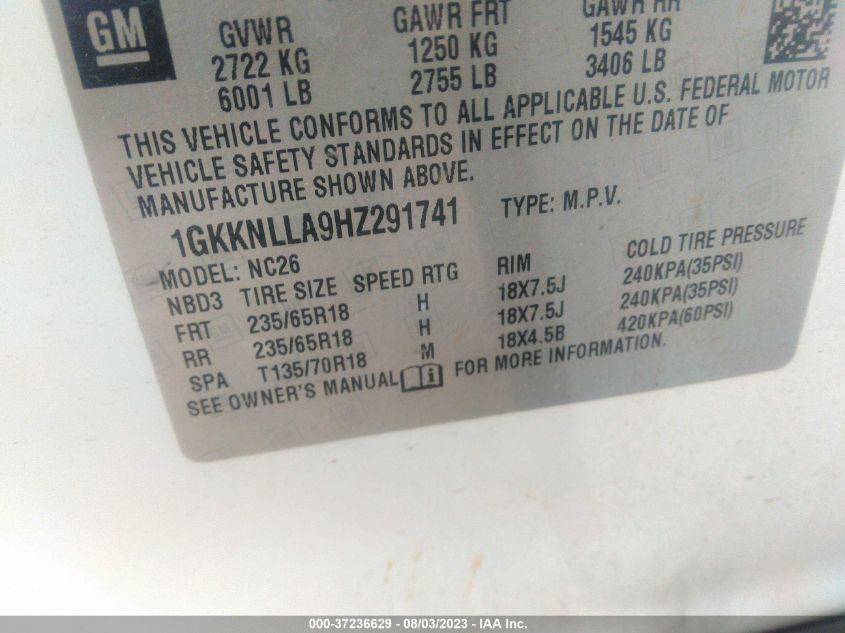 GM
GVWR GAWR FRT GAWR RR
2722 KG 1250 KG 1545 KG
6001 LB 2755 LB 3406 LB
THIS VEHICLE CONFORMS TO ALL APPLICABLE U.S. FEDERAL MOTOR
VEHICLE SAFETY STANDARDS IN EFFECT ON THE DATE OF
MANUFACTURE SHOWN ABOVE.
1GKKNLLA9HZ291741 TYPE: M.P.V.
MODEL: NC26
NBD3 TIRE SIZE SPEED RTG RIM COLD TIRE PRESSURE
FRT 235/65R18 H 18X7.5J 240KPA(35PSI)
RR 235/65R18 H 18X7.5J 240KPA(35PSI)
SPA T135/70R18 M 18X4.5B 420KPA(60PSI)
SEE OWNER'S MANUAL FOR MORE INFORMATION.
000-37236629 - 08/03/2023 - IAA Inc.